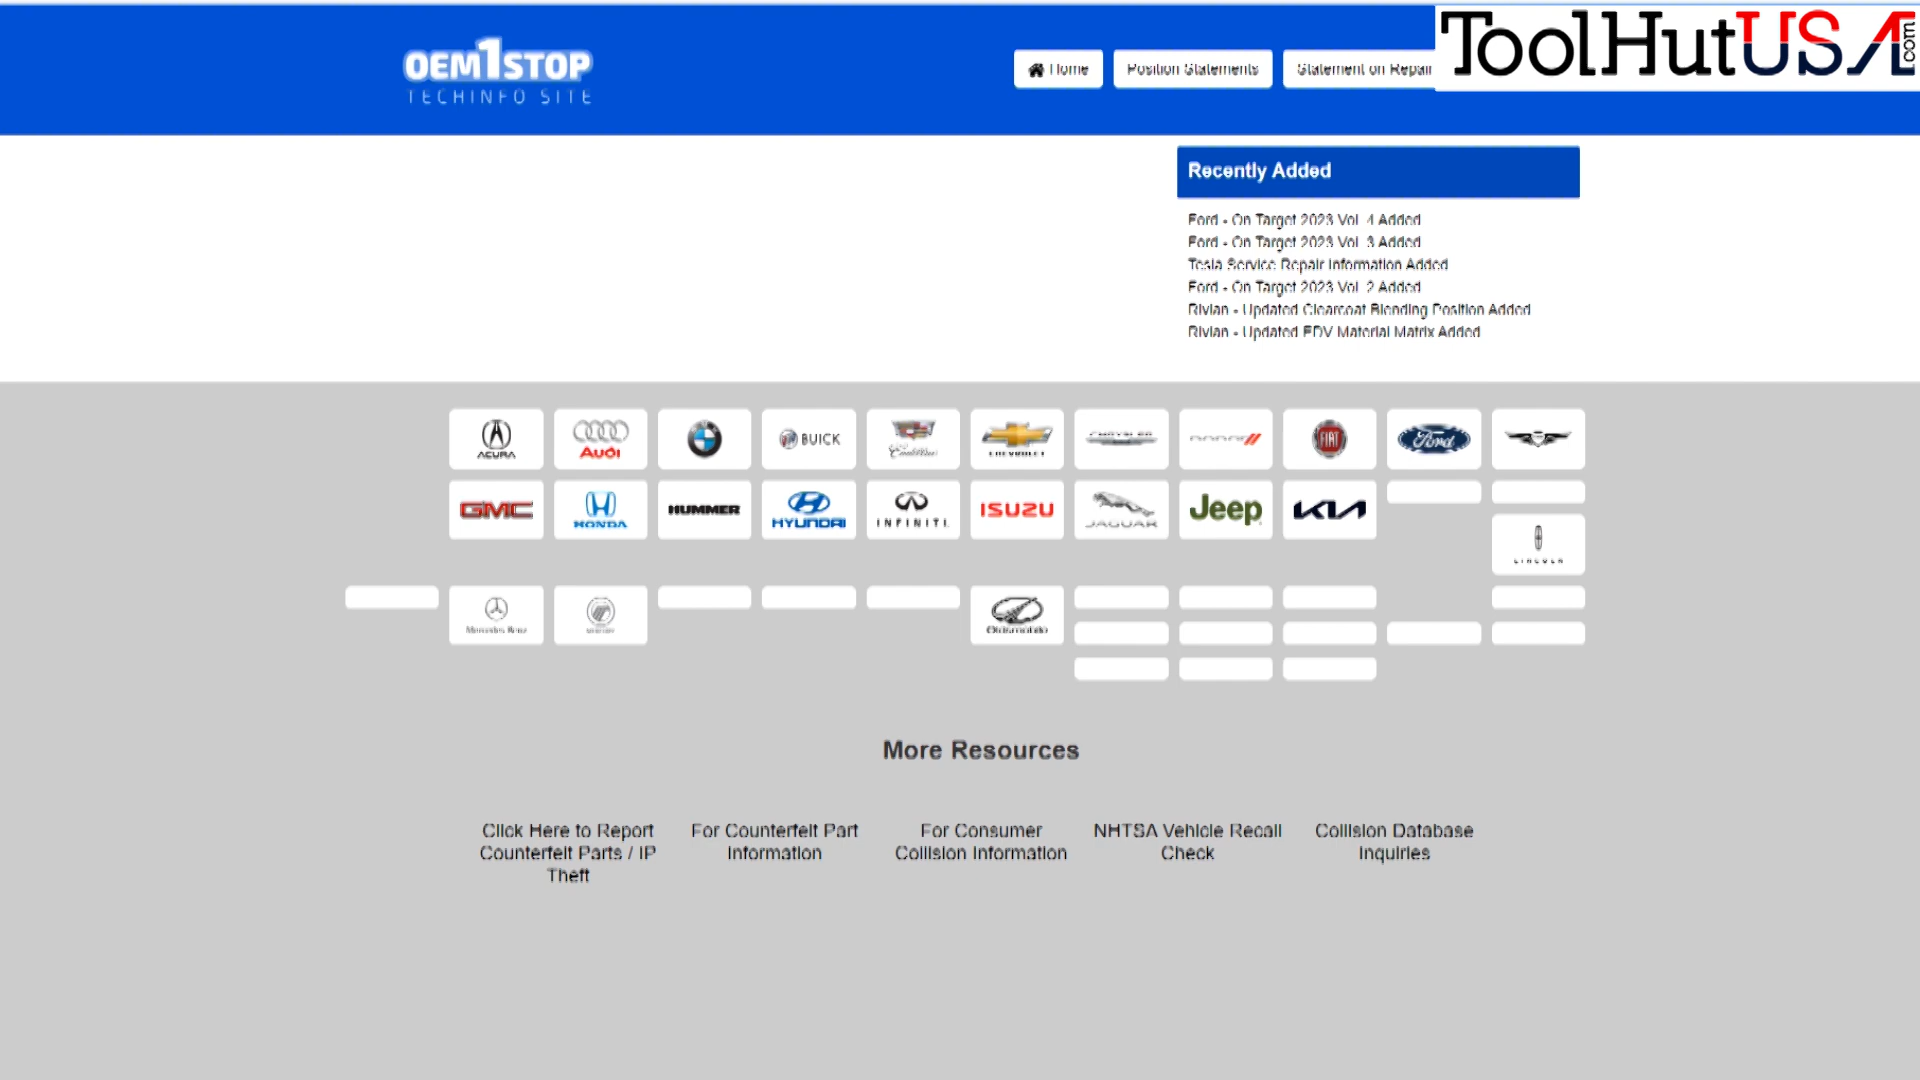 OEM1STOP
TECHINFO SITE
Home
Position Statements
Statement on Repair
ToolHutUSA.com
Recently Added
Ford - On Target 2023 Vol. 4 Added
Ford - On Target 2023 Vol. 3 Added
Tesla Service Repair Information Added
Ford - On Target 2023 Vol. 2 Added
Rivian - Updated Clearcoat Blending Position Added
Rivian - Updated EDV Material Matrix Added
ACURA
Audi
BUICK
Cadillac
CHEVROLET
CHRYSLER
DODGE
FIAT
Ford
GMC
HONDA
HUMMER
HYUNDAI
INFINITI
ISUZU
JAGUAR
Jeep
KIA
LINCOLN
Mercedes-Benz
Oldsmobile
More Resources
Click Here to Report
Counterfeit Parts / IP
Theft
For Counterfeit Part
Information
For Consumer
Collision Information
NHTSA Vehicle Recall
Check
Collision Database
Inquiries